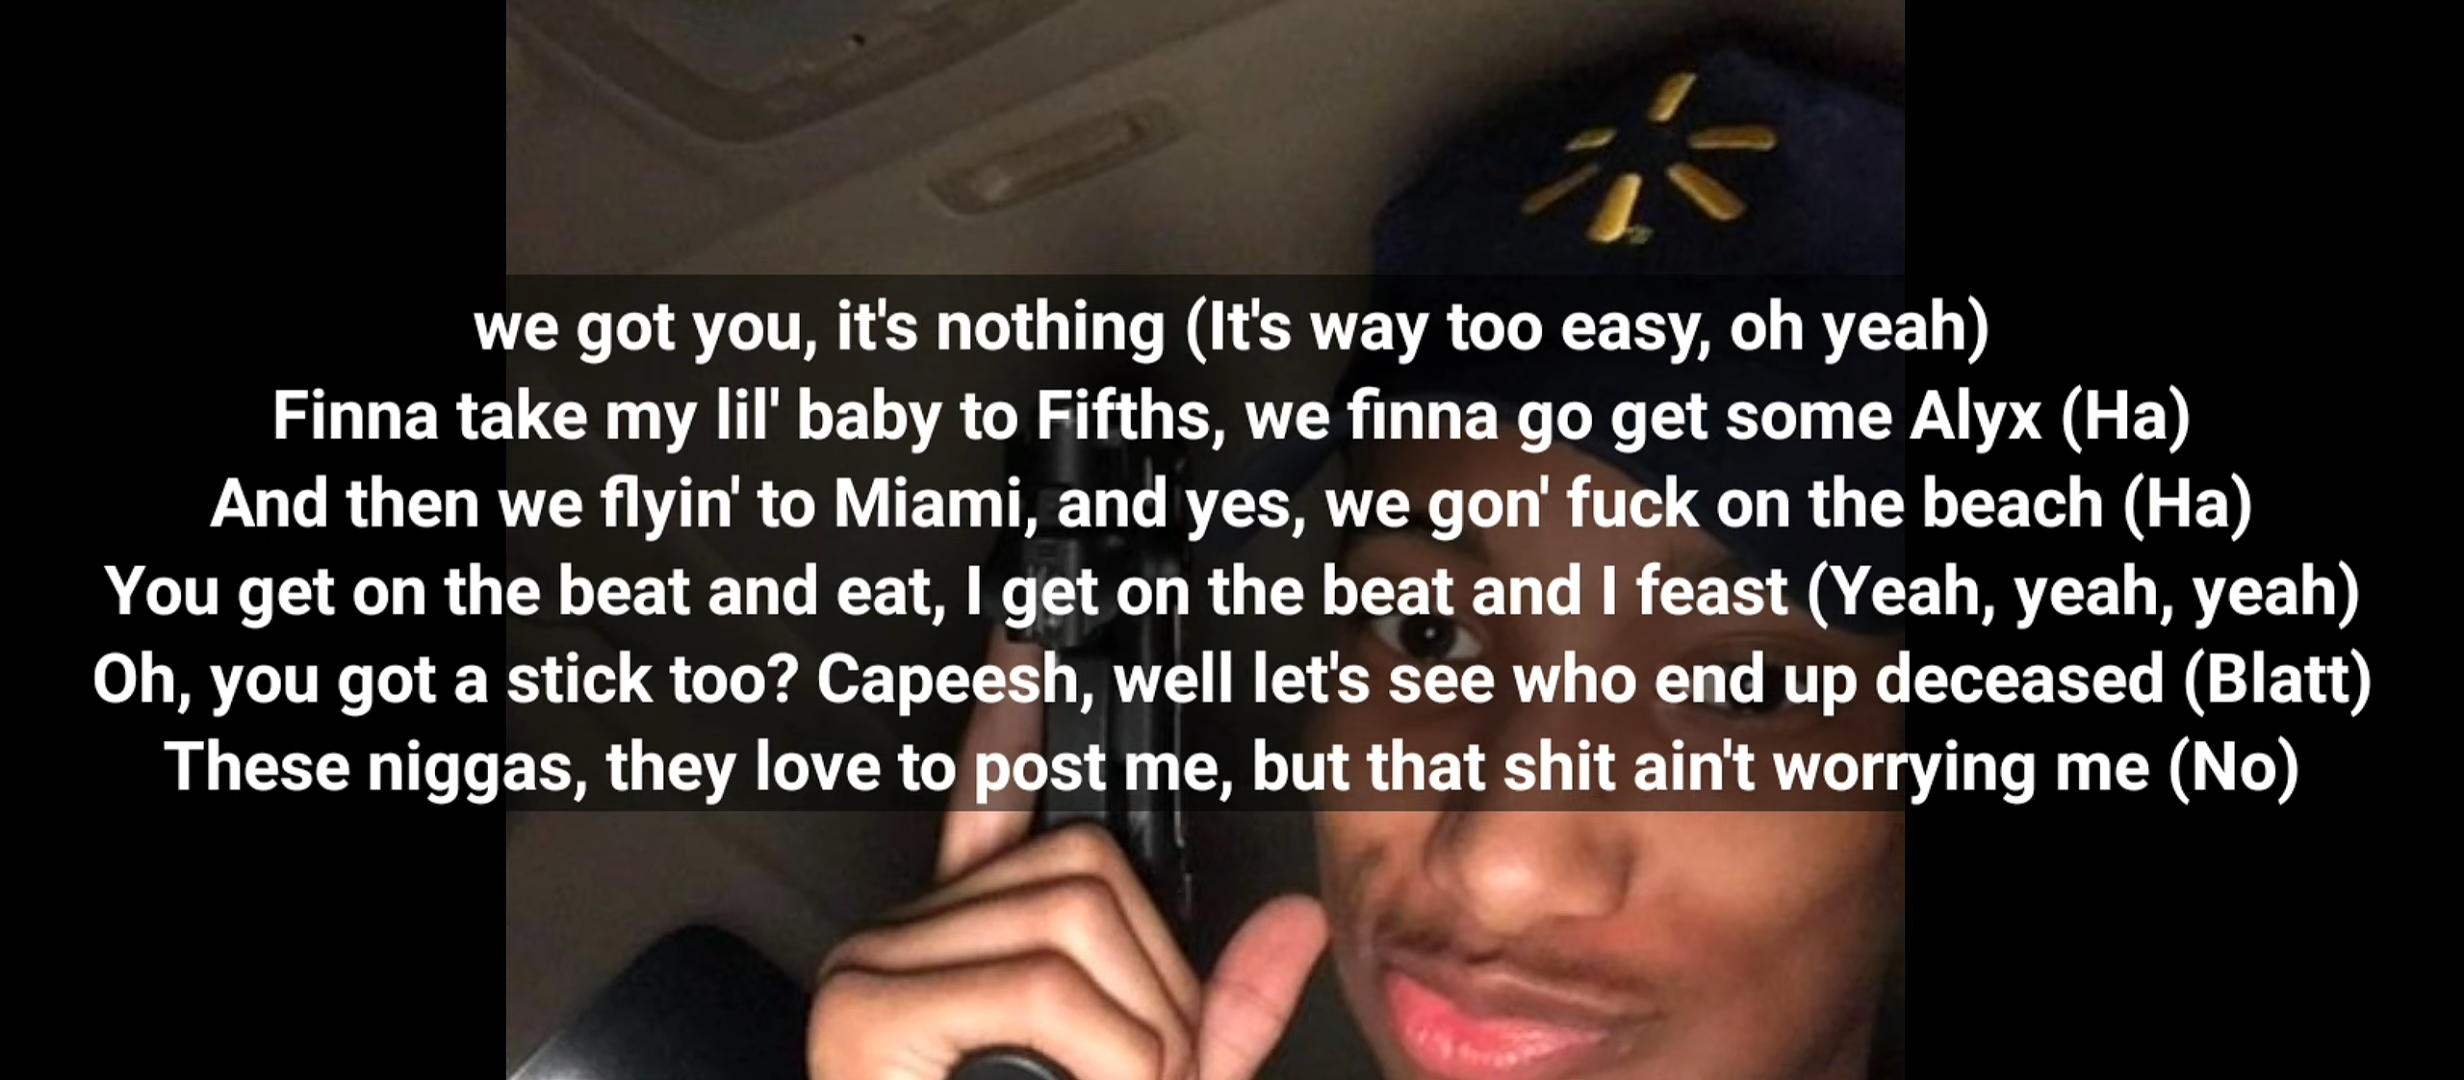 we got you, it's nothing (It's way too easy, oh yeah)
Finna take my lil' baby to Fifths, we finna go get some Alyx (Ha)
And then we flyin' to Miami, and yes, we gon' fuck on the beach (Ha)
You get on the beat and eat, I get on the beat and I feast (Yeah, yeah, yeah)
Oh, you got a stick too? Capeesh, well let's see who end up deceased (Blatt)
These niggas, they love to post me, but that shit ain't worrying me (No)